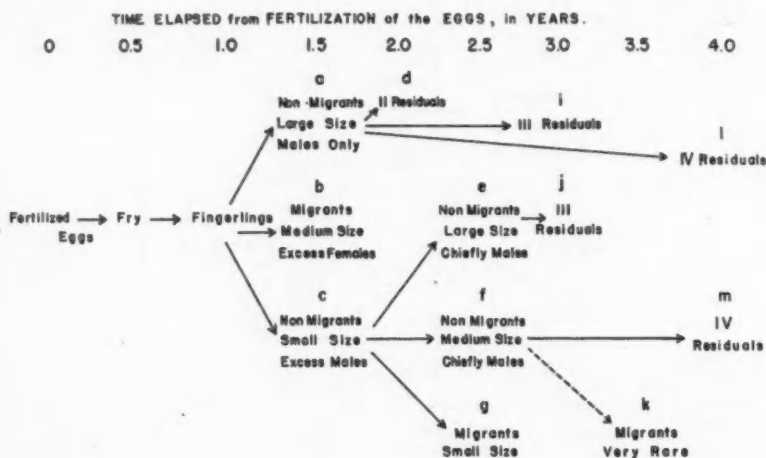 TIME ELAPSED from FERTILIZATION of the EGGS, in YEARS.
0 0.5 1.0 1.5 2.0 2.5 3.0 3.5 4.0
a
Non-Migrants
Large Size
Males Only
d
II Residuals
i
III Residuals
l
IV Residuals
Fertilized
Eggs
Fry
Fingerlings
b
Migrants
Medium Size
Excess Females
e
Non Migrants
Large Size
Chiefly Males
j
III
Residuals
c
Non Migrants
Small Size
Excess Males
f
Non Migrants
Medium Size
Chiefly Males
m
IV
Residuals
g
Migrants
Small Size
k
Migrants
Very Rare